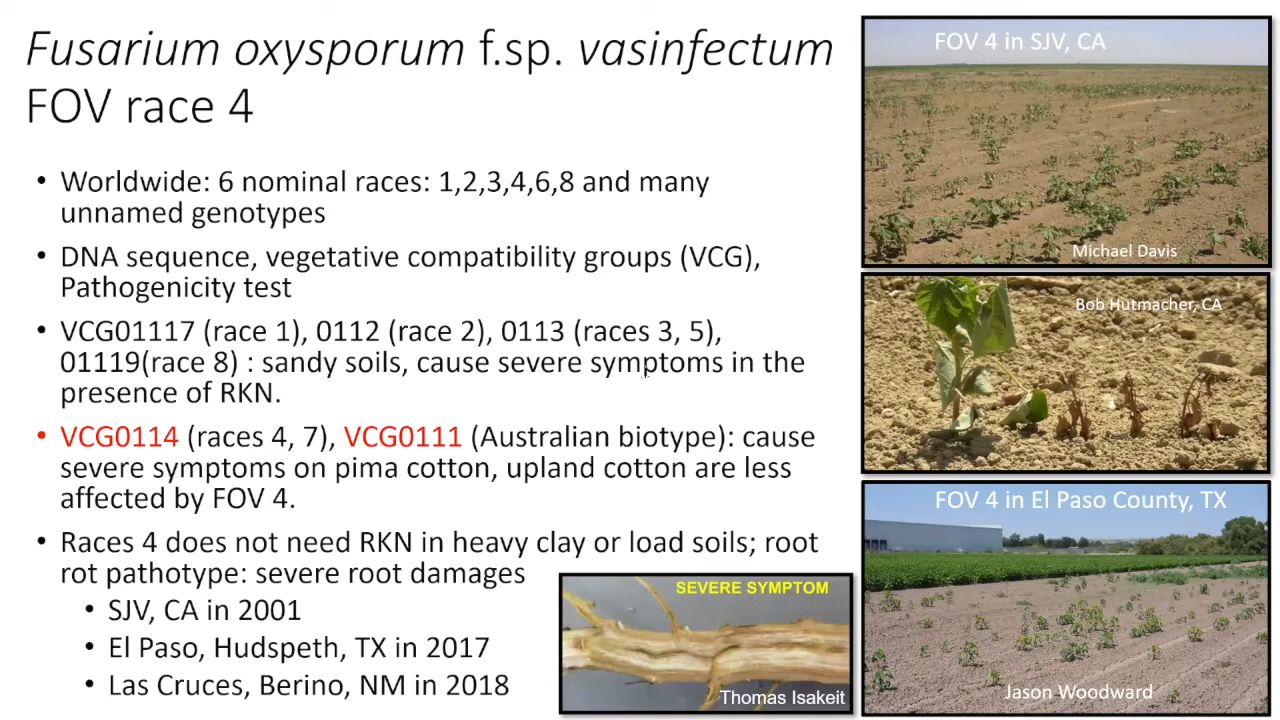 Fusarium oxysporum f.sp. vasinfectum
FOV race 4
• Worldwide: 6 nominal races: 1,2,3,4,6,8 and many
unnamed genotypes
• DNA sequence, vegetative compatibility groups (VCG),
Pathogenicity test
• VCG01117 (race 1), 0112 (race 2), 0113 (races 3, 5),
01119(race 8) : sandy soils, cause severe symptoms in the
presence of RKN.
• VCG0114 (races 4, 7), VCG0111 (Australian biotype): cause
severe symptoms on pima cotton, upland cotton are less
affected by FOV 4.
• Races 4 does not need RKN in heavy clay or load soils; root
rot pathotype: severe root damages
• SJV, CA in 2001
• El Paso, Hudspeth, TX in 2017
• Las Cruces, Berino, NM in 2018
SEVERE SYMPTOM
Thomas Isakeit
FOV 4 in SJV, CA
Michael Davis
Bob Hutmacher, CA
FOV 4 in El Paso County, TX
Jason Woodward